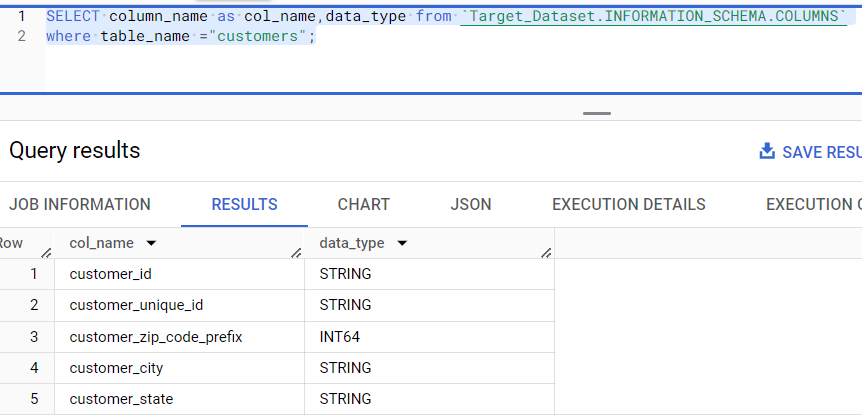 1 SELECT column_name as col_name,data_type from `Target_Dataset.INFORMATION_SCHEMA.COLUMNS`
2 where table_name ="customers";
Query results
SAVE RESU
JOB INFORMATION RESULTS CHART JSON EXECUTION DETAILS EXECUTION
Row col_name data_type
1 customer_id STRING
2 customer_unique_id STRING
3 customer_zip_code_prefix INT64
4 customer_city STRING
5 customer_state STRING